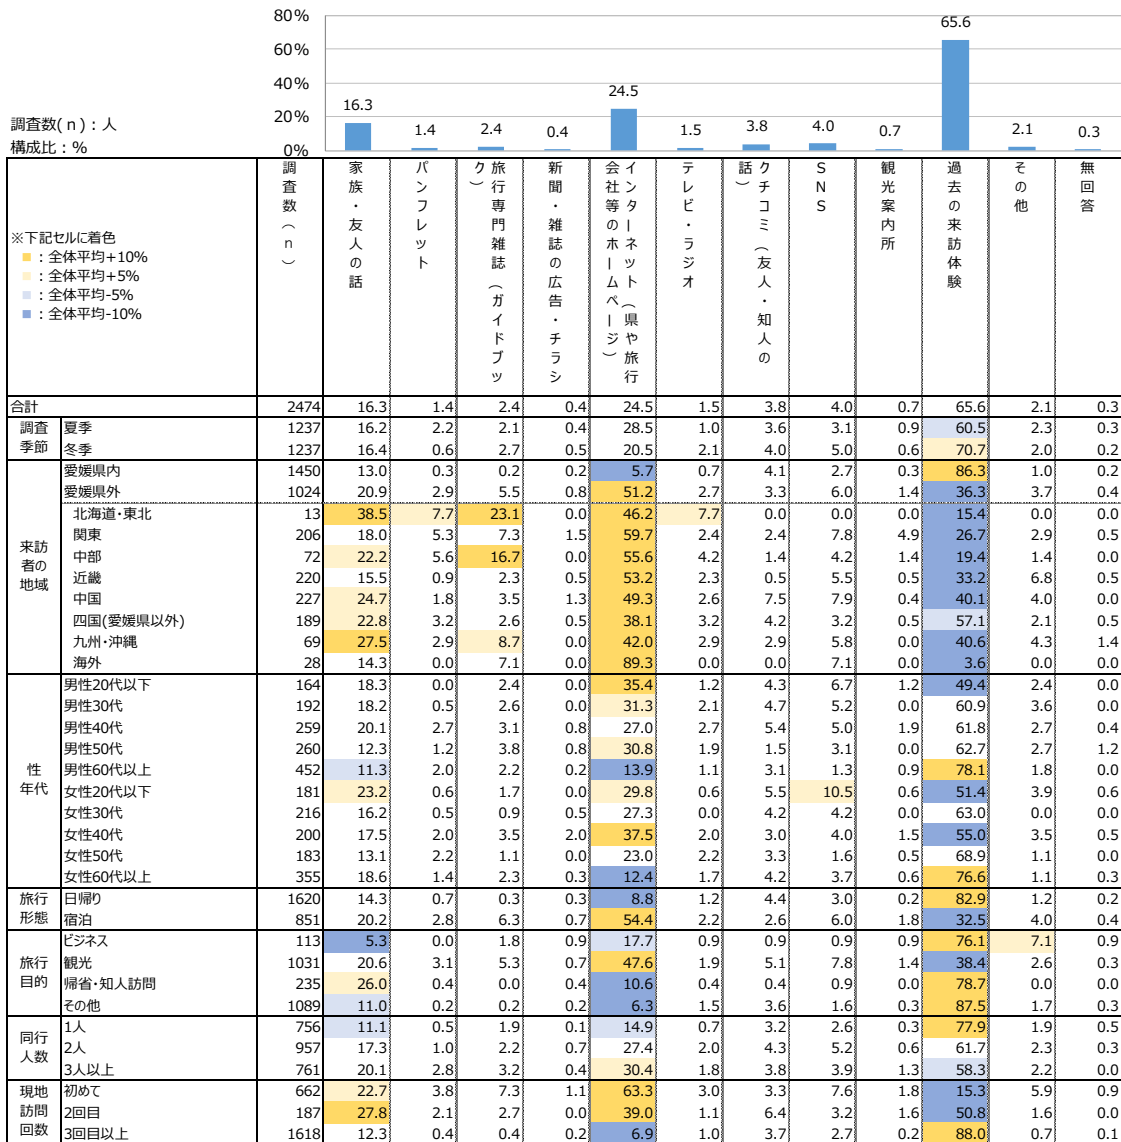 80%
60%
40%
20%
0%
16.3 1.4 2.4 0.4 24.5 1.5 3.8 4.0 0.7 65.6 2.1 0.3
調査数(n):人
構成比:%
※下記セルに着色
■:全体平均+10%
■:全体平均+5%
■:全体平均-5%
■:全体平均-10%
調査数(n)
家族・友人の話
パンフレット
旅行専門雑誌(ガイドブッ
ク)
新聞・雑誌の広告・チラシ
インターネット(県や旅行
会社等のホームページ)
テレビ・ラジオ
クチコミ(友人・知人の
話)
SNS
観光案内所
過去の来訪体験
その他
無回答
合計 2474 16.3 1.4 2.4 0.4 24.5 1.5 3.8 4.0 0.7 65.6 2.1 0.3
調査
季節
夏季 1237 16.2 2.2 2.1 0.4 28.5 1.0 3.6 3.1 0.9 60.5 2.3 0.3
冬季 1237 16.4 0.6 2.7 0.5 20.5 2.1 4.0 5.0 0.6 70.7 2.0 0.2
来訪
者の
地域
愛媛県内 1450 13.0 0.3 0.2 0.2 5.7 0.7 4.1 2.7 0.3 86.3 1.0 0.2
愛媛県外 1024 20.9 2.9 5.5 0.8 51.2 2.7 3.3 6.0 1.4 36.3 3.7 0.4
北海道・東北 13 38.5 7.7 23.1 0.0 46.2 7.7 0.0 0.0 0.0 15.4 0.0 0.0
関東 206 18.0 5.3 7.3 1.5 59.7 2.4 2.4 7.8 4.9 26.7 2.9 0.5
中部 72 22.2 5.6 16.7 0.0 55.6 4.2 1.4 4.2 1.4 19.4 1.4 0.0
近畿 220 15.5 0.9 2.3 0.5 53.2 2.3 0.5 5.5 0.5 33.2 6.8 0.5
中国 227 24.7 1.8 3.5 1.3 49.3 2.6 7.5 7.9 0.4 40.1 4.0 0.0
四国(愛媛県以外) 189 22.8 3.2 2.6 0.5 38.1 3.2 4.2 3.2 0.5 57.1 2.1 0.5
九州・沖縄 69 27.5 2.9 8.7 0.0 42.0 2.9 2.9 5.8 0.0 40.6 4.3 1.4
海外 28 14.3 0.0 7.1 0.0 89.3 0.0 0.0 7.1 0.0 3.6 0.0 0.0
性
年代
男性20代以下 164 18.3 0.0 2.4 0.0 35.4 1.2 4.3 6.7 1.2 49.4 2.4 0.0
男性30代 192 18.2 0.5 2.6 0.0 31.3 2.1 4.7 5.2 0.0 60.9 3.6 0.0
男性40代 259 20.1 2.7 3.1 0.8 27.0 2.7 5.4 5.0 1.9 61.8 2.7 0.4
男性50代 260 12.3 1.2 3.8 0.8 30.8 1.9 1.5 3.1 0.0 62.7 2.7 1.2
男性60代以上 452 11.3 2.0 2.2 0.2 13.9 1.1 3.1 1.3 0.9 78.1 1.8 0.0
女性20代以下 181 23.2 0.6 1.7 0.0 29.8 0.6 5.5 10.5 0.6 51.4 3.9 0.6
女性30代 216 16.2 0.5 0.9 0.5 27.3 0.0 4.2 4.2 0.0 63.0 0.0 0.0
女性40代 200 17.5 2.0 3.5 2.0 37.5 2.0 3.0 4.0 1.5 55.0 3.5 0.5
女性50代 183 13.1 2.2 1.1 0.0 23.0 2.2 3.3 1.6 0.5 68.9 1.1 0.0
女性60代以上 355 18.6 1.4 2.3 0.3 12.4 1.7 4.2 3.7 0.6 76.6 1.1 0.3
旅行
形態
日帰り 1620 14.3 0.7 0.3 0.3 8.8 1.2 4.4 3.0 0.2 82.9 1.2 0.2
宿泊 851 20.2 2.8 6.3 0.7 54.4 2.2 2.6 6.0 1.8 32.5 4.0 0.4
旅行
目的
ビジネス 113 5.3 0.0 1.8 0.9 17.7 0.9 0.9 0.9 0.9 76.1 7.1 0.9
観光 1031 20.6 3.1 5.3 0.7 47.6 1.9 5.1 7.8 1.4 38.4 2.6 0.3
帰省・知人訪問 235 26.0 0.4 0.0 0.4 10.6 0.4 0.4 0.9 0.0 78.7 0.0 0.0
その他 1089 11.0 0.2 0.2 0.2 6.3 1.5 3.6 1.6 0.3 87.5 1.7 0.3
同行
人数
1人 756 11.1 0.5 1.9 0.1 14.9 0.7 3.2 2.6 0.3 77.9 1.9 0.5
2人 957 17.3 1.0 2.2 0.7 27.4 2.0 4.3 5.2 0.6 61.7 2.3 0.3
3人以上 761 20.1 2.8 3.2 0.4 30.4 1.8 3.8 3.9 1.3 58.3 2.2 0.0
現地
訪問
回数
初めて 662 22.7 3.8 7.3 1.1 63.3 3.0 3.3 7.6 1.8 15.3 5.9 0.9
2回目 187 27.8 2.1 2.7 0.0 39.0 1.1 6.4 3.2 1.6 50.8 1.6 0.0
3回目以上 1618 12.3 0.4 0.4 0.2 6.9 1.0 3.7 2.7 0.2 88.0 0.7 0.1